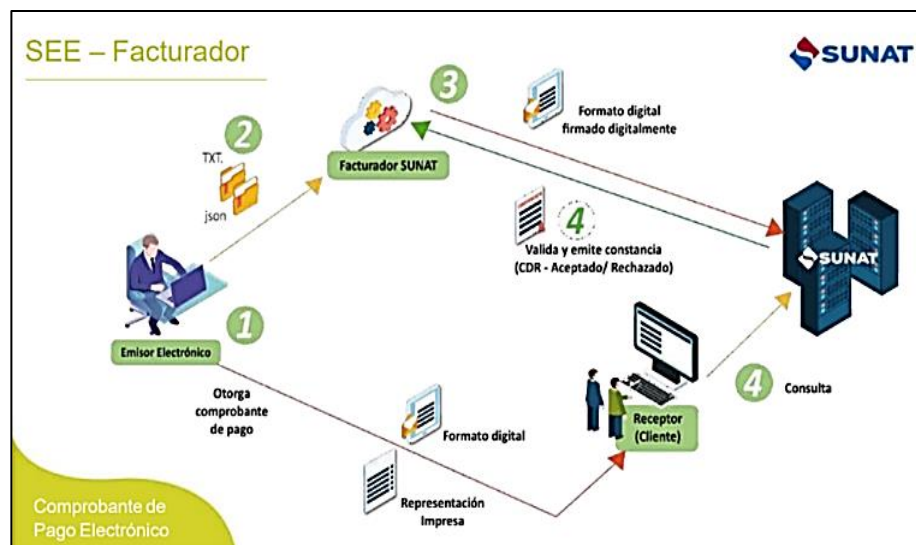 SEE – Facturador
SUNAT
3
Formato digital
firmado digitalmente
2
TXT.
json
Facturador SUNAT
4
Valida y emite constancia
(CDR - Aceptado/ Rechazado)
SUNAT
1
Emisor Electrónico
Otorga
comprobante
de pago
Formato digital
Representación
Impresa
Receptor
(Cliente)
4
Consulta
Comprobante de
Pago Electrónico